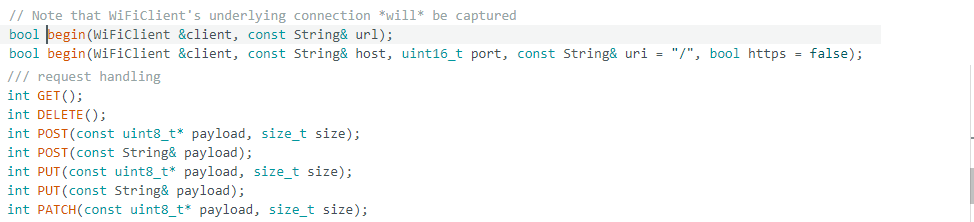 // Note that WiFiClient's underlying connection *will* be captured
bool begin(WiFiClient &client, const String& url);
bool begin(WiFiClient &client, const String& host, uint16_t port, const String& uri = "/", bool https = false);
/// request handling
int GET();
int DELETE();
int POST(const uint8_t* payload, size_t size);
int POST(const String& payload);
int PUT(const uint8_t* payload, size_t size);
int PUT(const String& payload);
int PATCH(const uint8_t* payload, size_t size);